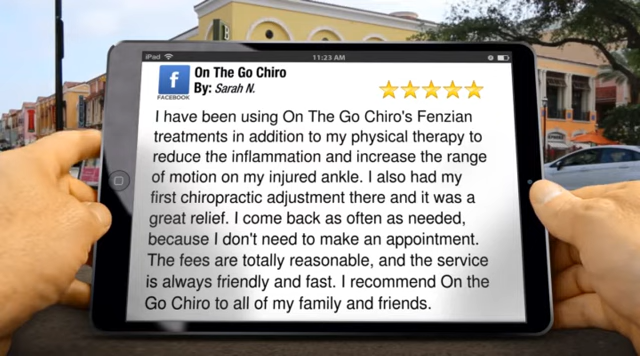 iPad
11:23 AM
FACEBOOK
On The Go Chiro
By: Sarah N.
I have been using On The Go Chiro's Fenzian
treatments in addition to my physical therapy to
reduce the inflammation and increase the range
of motion on my injured ankle. I also had my
first chiropractic adjustment there and it was a
great relief. I come back as often as needed,
because I don't need to make an appointment.
The fees are totally reasonable, and the service
is always friendly and fast. I recommend On the
Go Chiro to all of my family and friends.